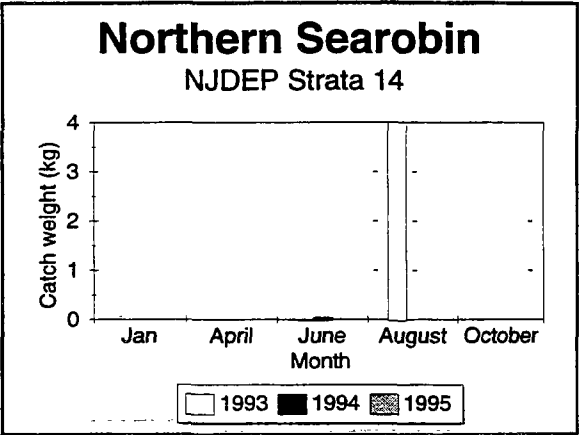 Northern Searobin
NJDEP Strata 14
4
3
2
1
0
Catch weight (kg)
Jan April June August October
Month
1993 1994 1995